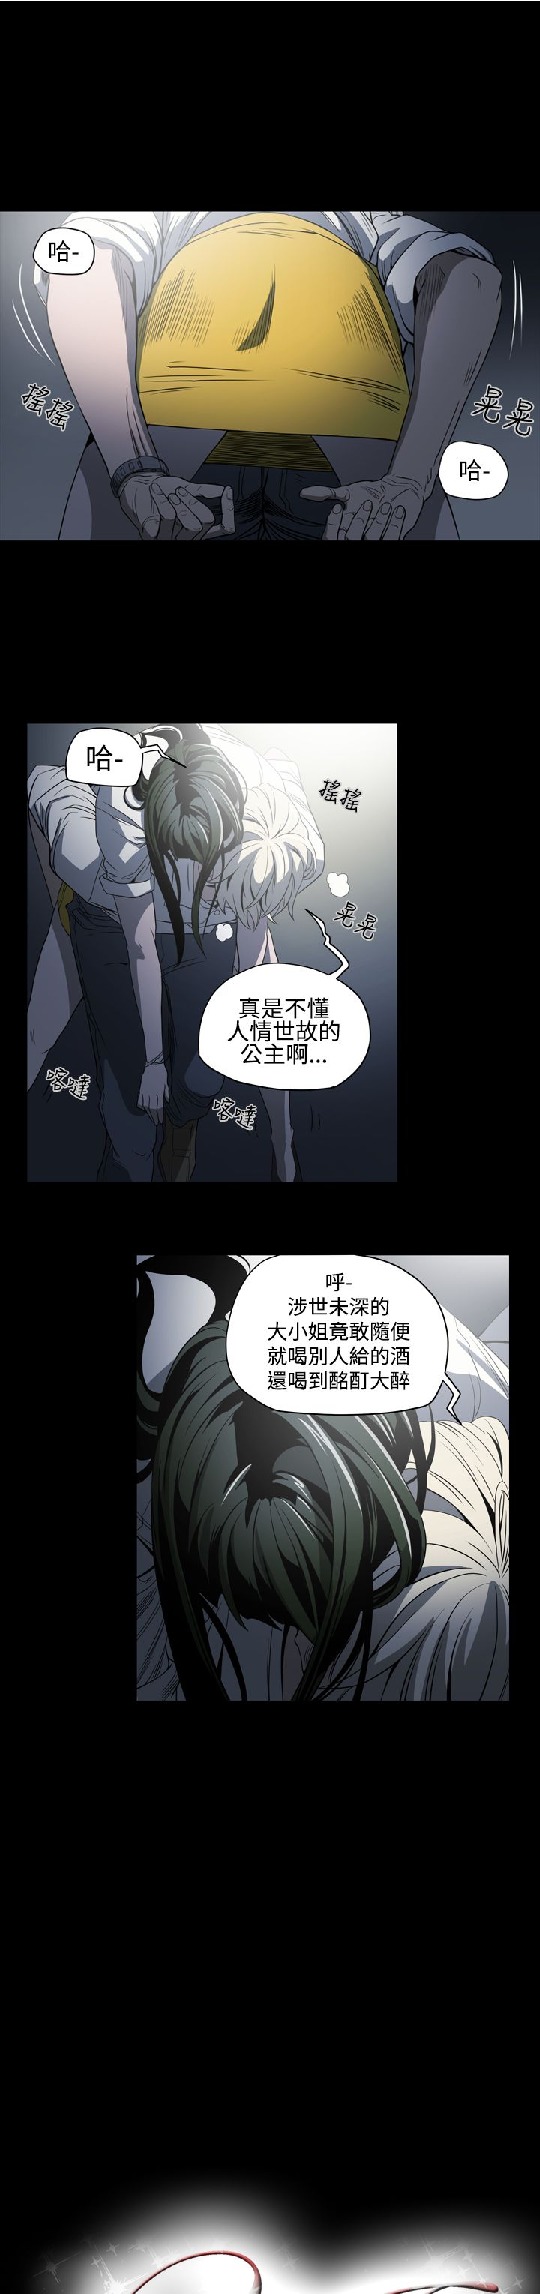 哈-
搖搖
晃晃
哈-
哈-
搖搖
晃晃
真是不懂
人情世故的
公主啊...
喀噠
喀噠
呼-
涉世未深的
大小姐竟敢隨便
就喝別人給的酒
還喝到酩酊大醉